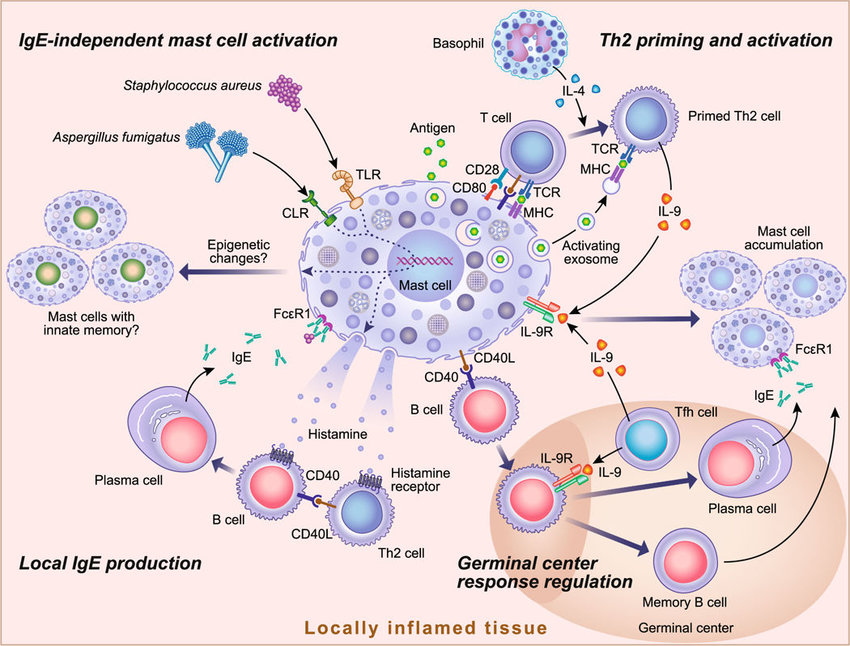 IgE-independent mast cell activation
Th2 priming and activation
Basophil
IL-4
Staphylococcus aureus
Aspergillus fumigatus
Antigen
T cell
Primed Th2 cell
TLR
CLR
CD28
CD80
TCR
MHC
TCR
MHC
IL-9
Activating
exosome
Mast cell
accumulation
Epigenetic
changes?
Mast cell
Mast cells with
innate memory?
FcεR1
IL-9R
FcεR1
IgE
IgE
CD40L
CD40
IL-9
B cell
Tfh cell
Plasma cell
Histamine
CD40
Histamine
receptor
B cell
CD40L
Th2 cell
IL-9R
IL-9
Plasma cell
Local IgE production
Germinal center
response regulation
Memory B cell
Germinal center
Locally inflamed tissue